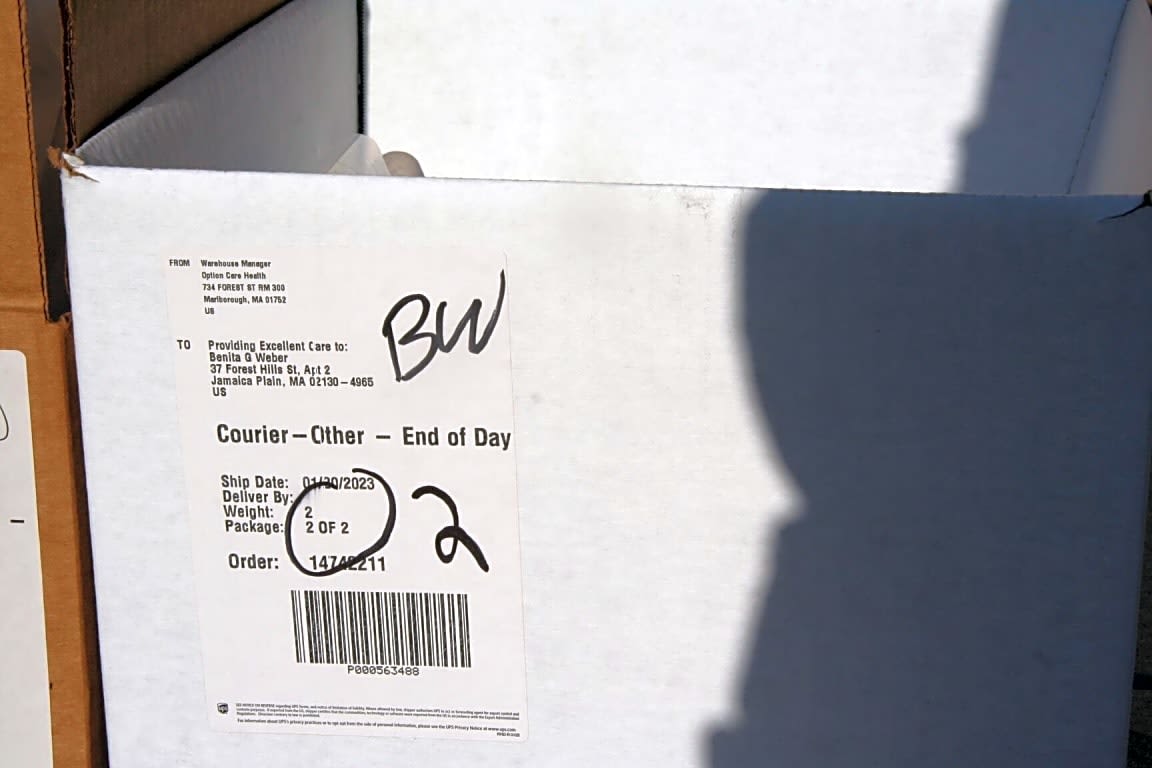 FROM Warehouse Manager
Option Care Health
734 FOREST ST RM 300
Marlborough, MA 01752
US
BW
TO Providing Excellent Care to:
Benita G Weber
37 Forest Hills St, Apt 2
Jamaica Plain, MA 02130-4965
US
Courier-Other - End of Day
Ship Date: 01/30/2023
Deliver By:
Weight: 2
Package: 2 OF 2
2
Order: 14742211
P000563488